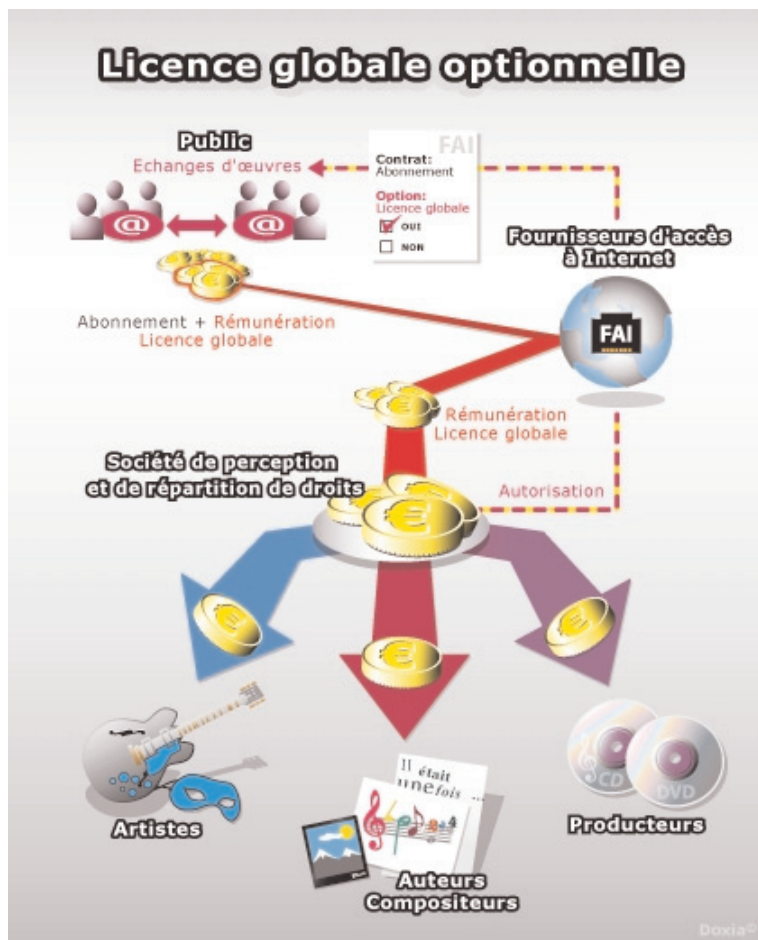 Licence globale optionnelle
Public
Echanges d'œuvres
@
@
FAI
Contrat:
Abonnement
Option:
Licence globale
OUI
NON
Fournisseurs d'accès
à Internet
FAI
Abonnement + Rémunération
Licence globale
Rémunération
Licence globale
Société de perception
et de répartition de droits
Autorisation
€
€
€
€
€
Artistes
Il était
une fois ...
Auteurs
Compositeurs
CD
DVD
Producteurs
Doxia©